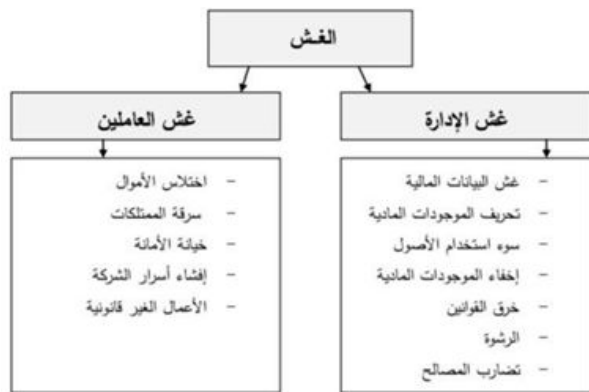 الغش
غش الإدارة
غش العاملين
- غش البيانات المالية
- تحريف الموجودات المادية
- سوء استخدام الأصول
- إخفاء الموجودات المادية
- خرق القوانين
- الرشوة
- تضارب المصالح
- اختلاس الأموال
- سرقة الممتلكات
- خيانة الأمانة
- إفشاء أسرار الشركة
- الأعمال الغير قانونية